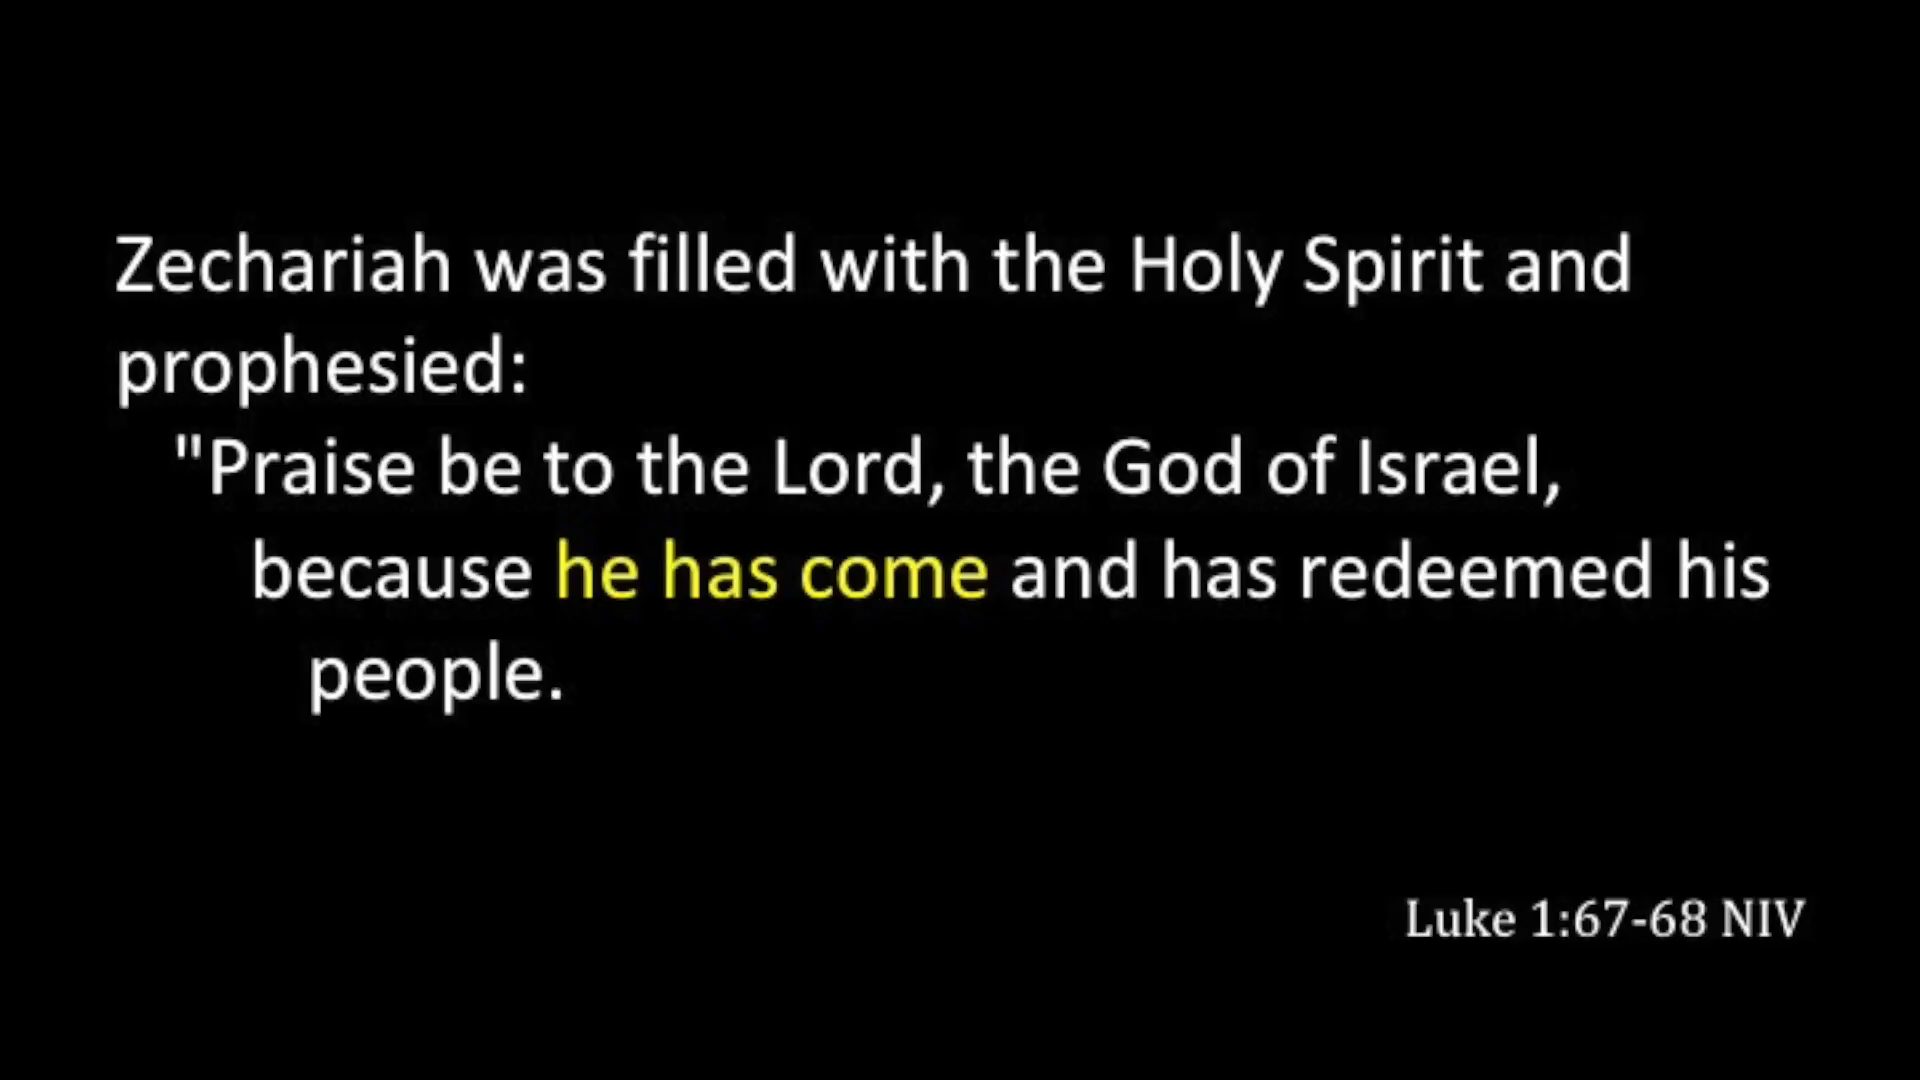 Zechariah was filled with the Holy Spirit and
prophesied:
"Praise be to the Lord, the God of Israel,
because he has come and has redeemed his
people.
Luke 1:67-68 NIV